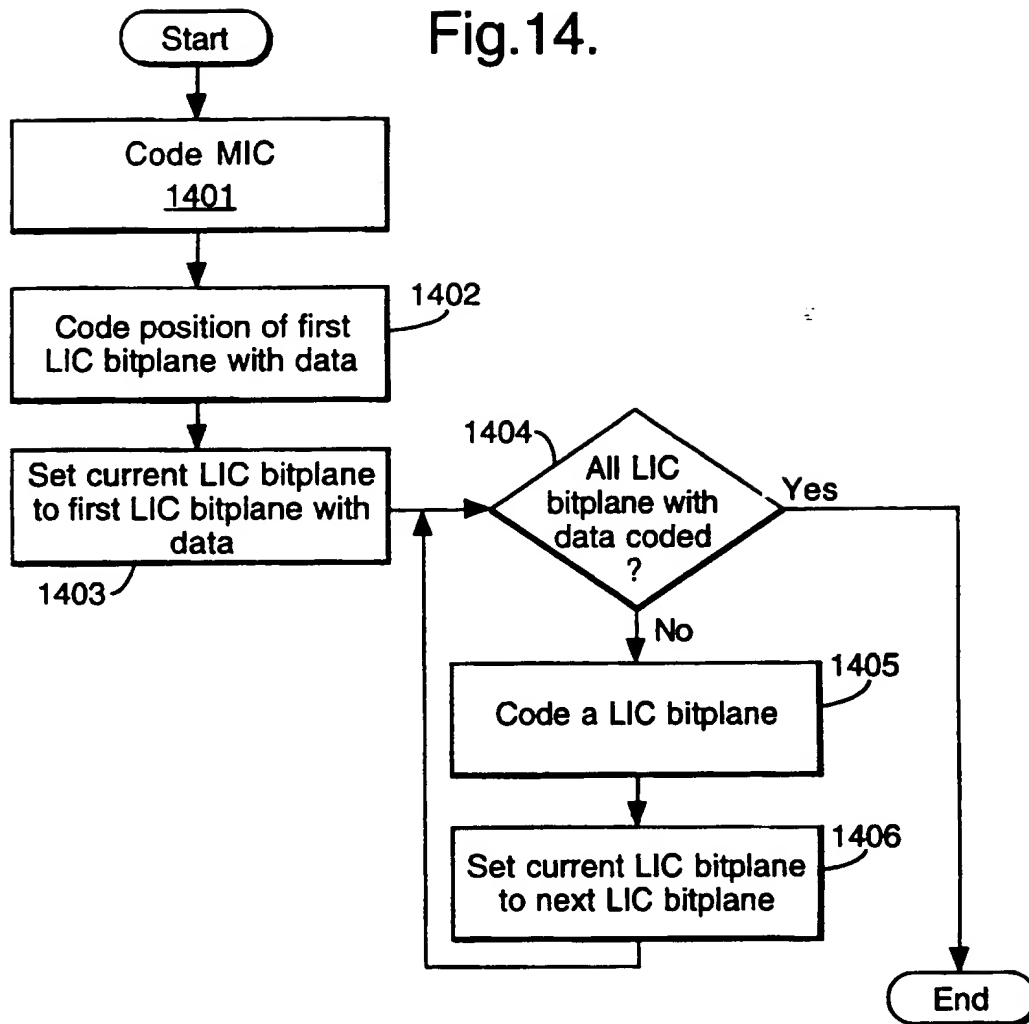 Fig.14.
Start
Code MIC
1401
1402
Code position of first
LIC bitplane with data
Set current LIC bitplane
to first LIC bitplane with
data
1403
1404
All LIC
bitplane with
data coded
?
Yes
No
1405
Code a LIC bitplane
1406
Set current LIC bitplane
to next LIC bitplane
End